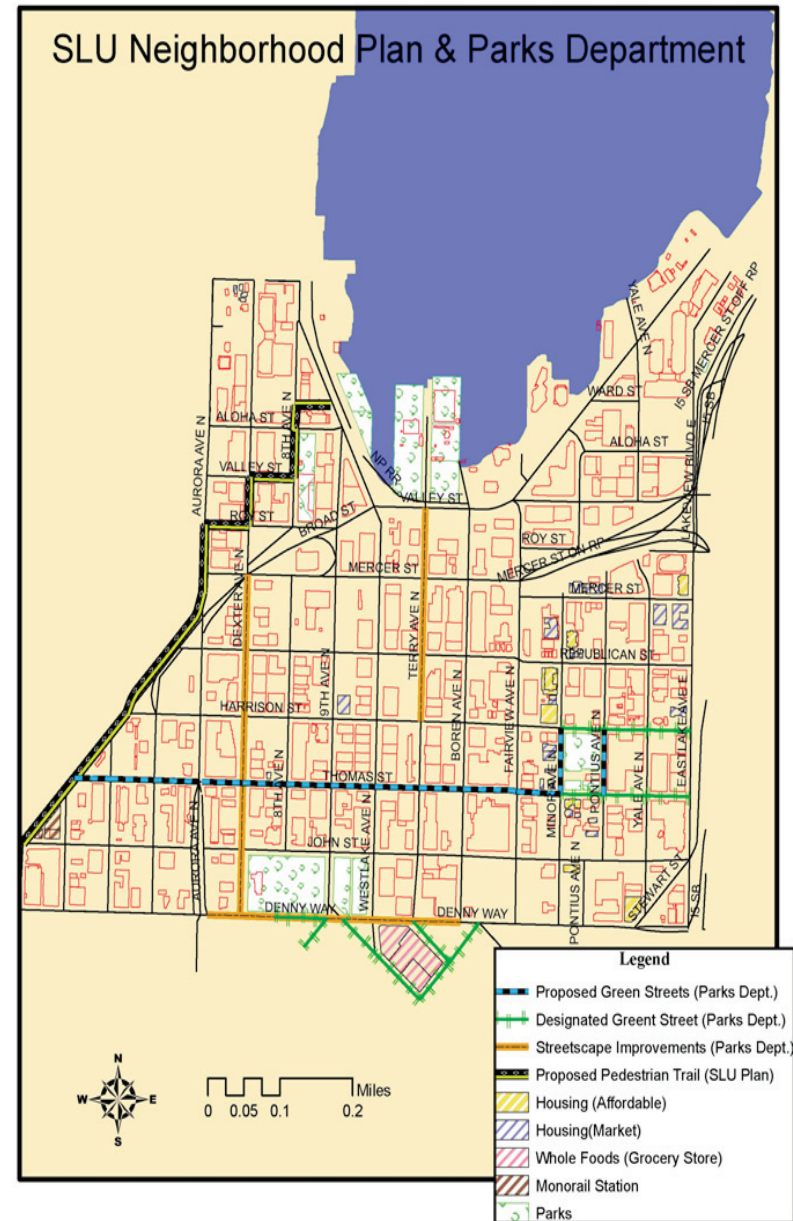 SLU Neighborhood Plan & Parks Department
YALE AVE N
I5 SB MERCER ST OFF RP
I5 SB
WARD ST
ALOHA ST
8TH AVE N
ALOHA ST
AURORA AVE N
LAKEVIEW BLVD E
NP RR
VALLEY ST
VALLEY ST
ROY ST
BROAD ST
ROY ST
MERCER ST ON RP
MERCER ST
DEXTER AVE N
MERCER ST
TERRY AVE N
REPUBLICAN ST
9TH AVE N
HARRISON ST
BOREN AVE N
FAIRVIEW AVE N
EASTLAKE AVE E
8TH AVE N
THOMAS ST
MINOR AVE N
PONTIUS AVE N
YALE AVE N
AURORA AVE N
JOHN ST
WESTLAKE AVE N
STEWART ST
PONTIUS AVE N
I5 SB
DENNY WAY
DENNY WAY
Legend
Proposed Green Streets (Parks Dept.)
Designated Greent Street (Parks Dept.)
Streetscape Improvements (Parks Dept.)
Proposed Pedestrian Trail (SLU Plan)
Housing (Affordable)
Housing(Market)
Whole Foods (Grocery Store)
Monorail Station
Parks
N
W E
S
Miles
0 0.05 0.1 0.2